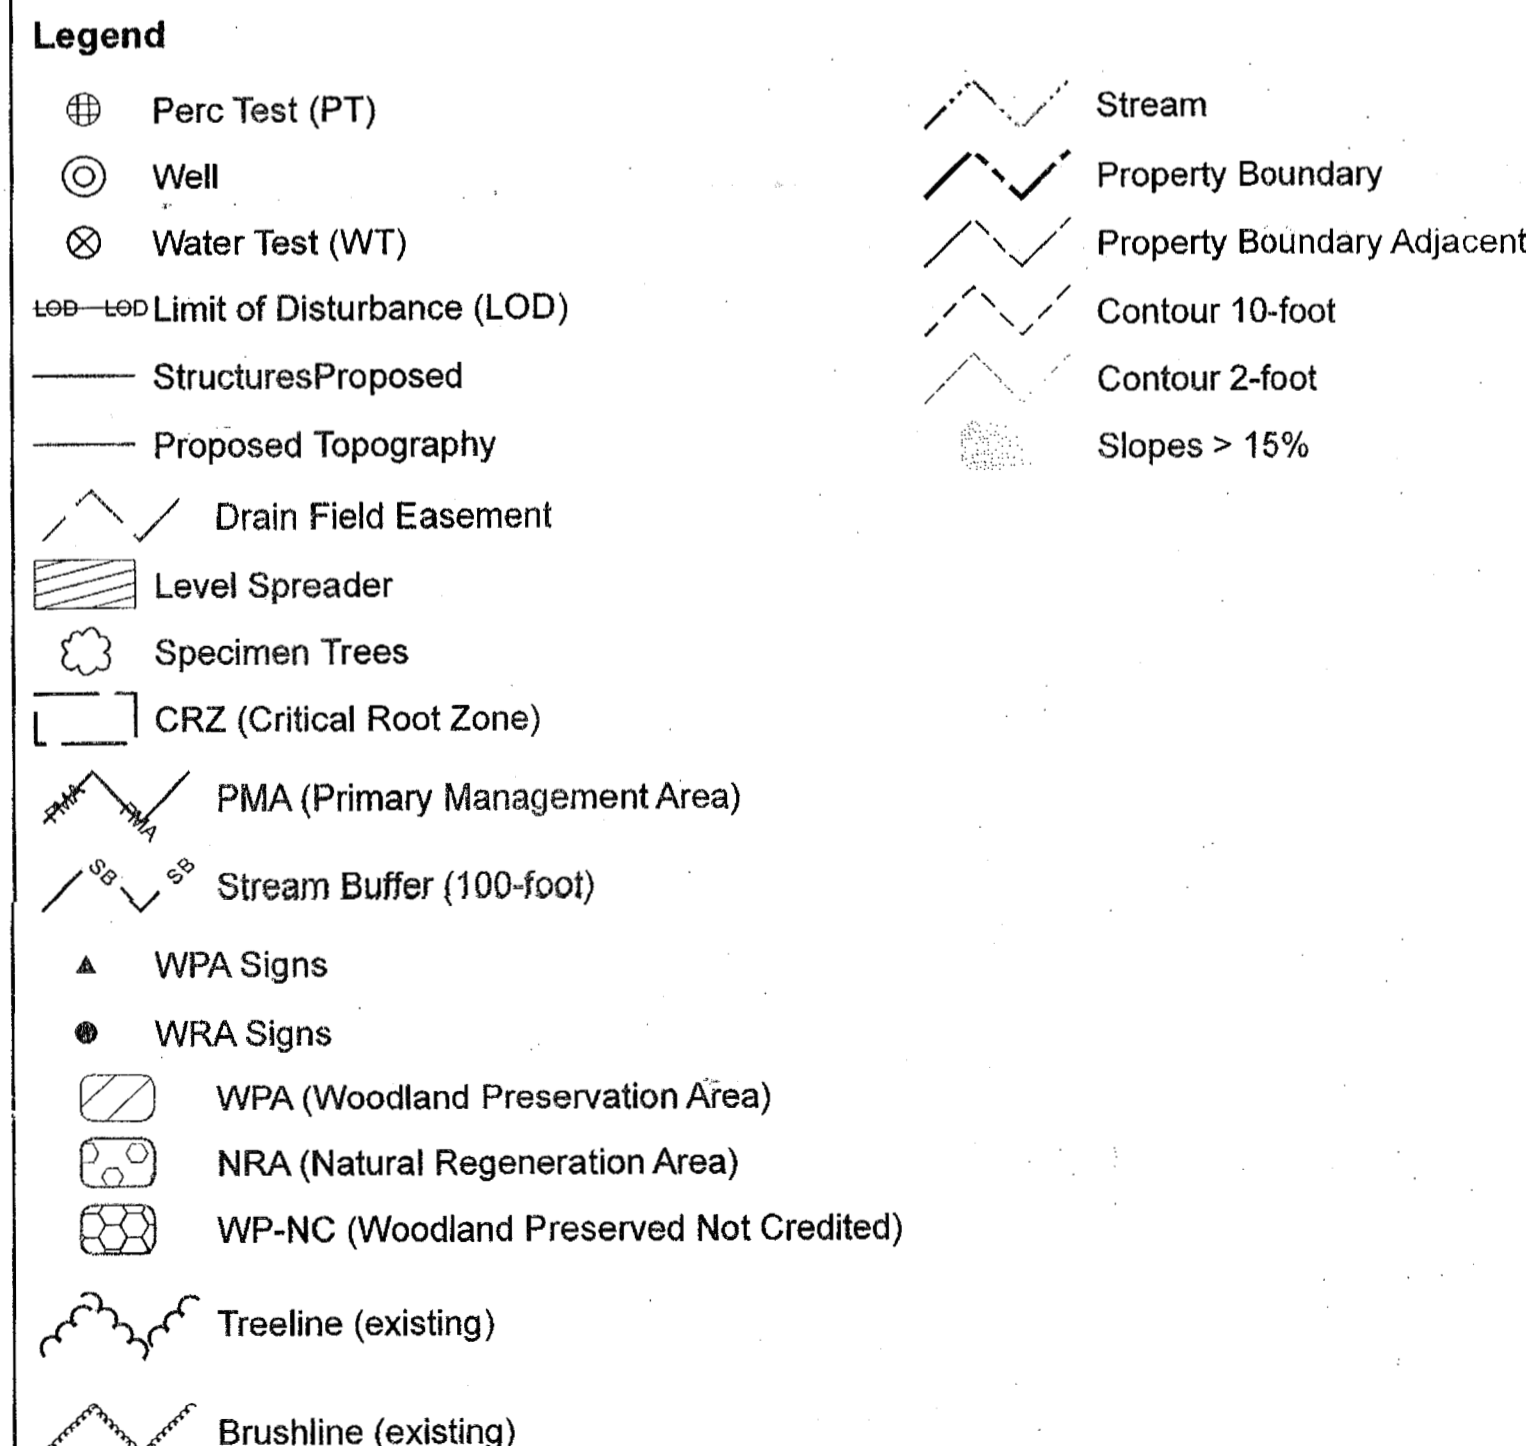 Legend
Perc Test (PT)
Well
Water Test (WT)
LOD LOD Limit of Disturbance (LOD)
StructuresProposed
Proposed Topography
Drain Field Easement
Level Spreader
Specimen Trees
CRZ (Critical Root Zone)
PMA PMA PMA (Primary Management Area)
SB SB Stream Buffer (100-foot)
WPA Signs
WRA Signs
WPA (Woodland Preservation Area)
NRA (Natural Regeneration Area)
WP-NC (Woodland Preserved Not Credited)
Treeline (existing)
Brushline (existing)
Stream
Property Boundary
Property Boundary Adjacent
Contour 10-foot
Contour 2-foot
Slopes > 15%